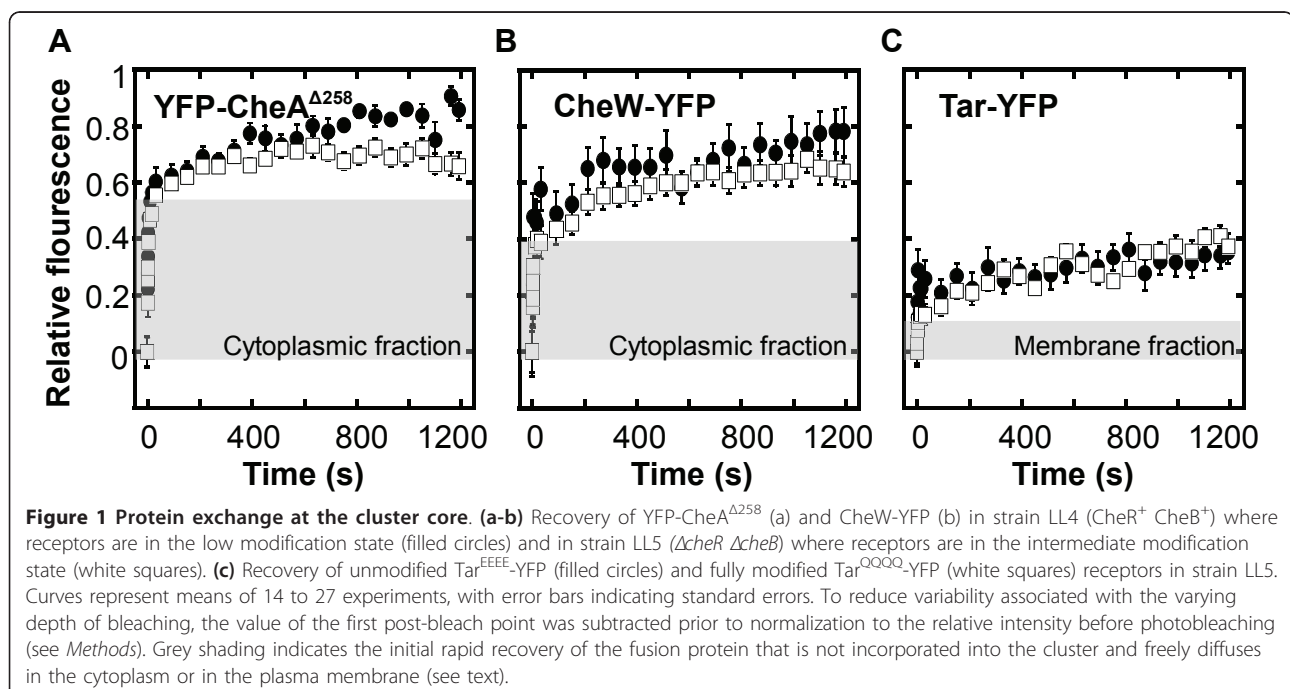 A B C
YFP-CheA^Δ258 CheW-YFP Tar-YFP
Relative flourescence
1
0.8
0.6
0.4
0.2
0
Cytoplasmic fraction Cytoplasmic fraction Membrane fraction
0 400 800 1200 0 400 800 1200 0 400 800 1200
Time (s) Time (s) Time (s)
Figure 1 Protein exchange at the cluster core. (a-b) Recovery of YFP-CheA^Δ258 (a) and CheW-YFP (b) in strain LL4 (CheR⁺ CheB⁺) where
receptors are in the low modification state (filled circles) and in strain LL5 (ΔcheR ΔcheB) where receptors are in the intermediate modification
state (white squares). (c) Recovery of unmodified Tar^EEEE-YFP (filled circles) and fully modified Tar^QQQQ-YFP (white squares) receptors in strain LL5.
Curves represent means of 14 to 27 experiments, with error bars indicating standard errors. To reduce variability associated with the varying
depth of bleaching, the value of the first post-bleach point was subtracted prior to normalization to the relative intensity before photobleaching
(see Methods). Grey shading indicates the initial rapid recovery of the fusion protein that is not incorporated into the cluster and freely diffuses
in the cytoplasm or in the plasma membrane (see text).